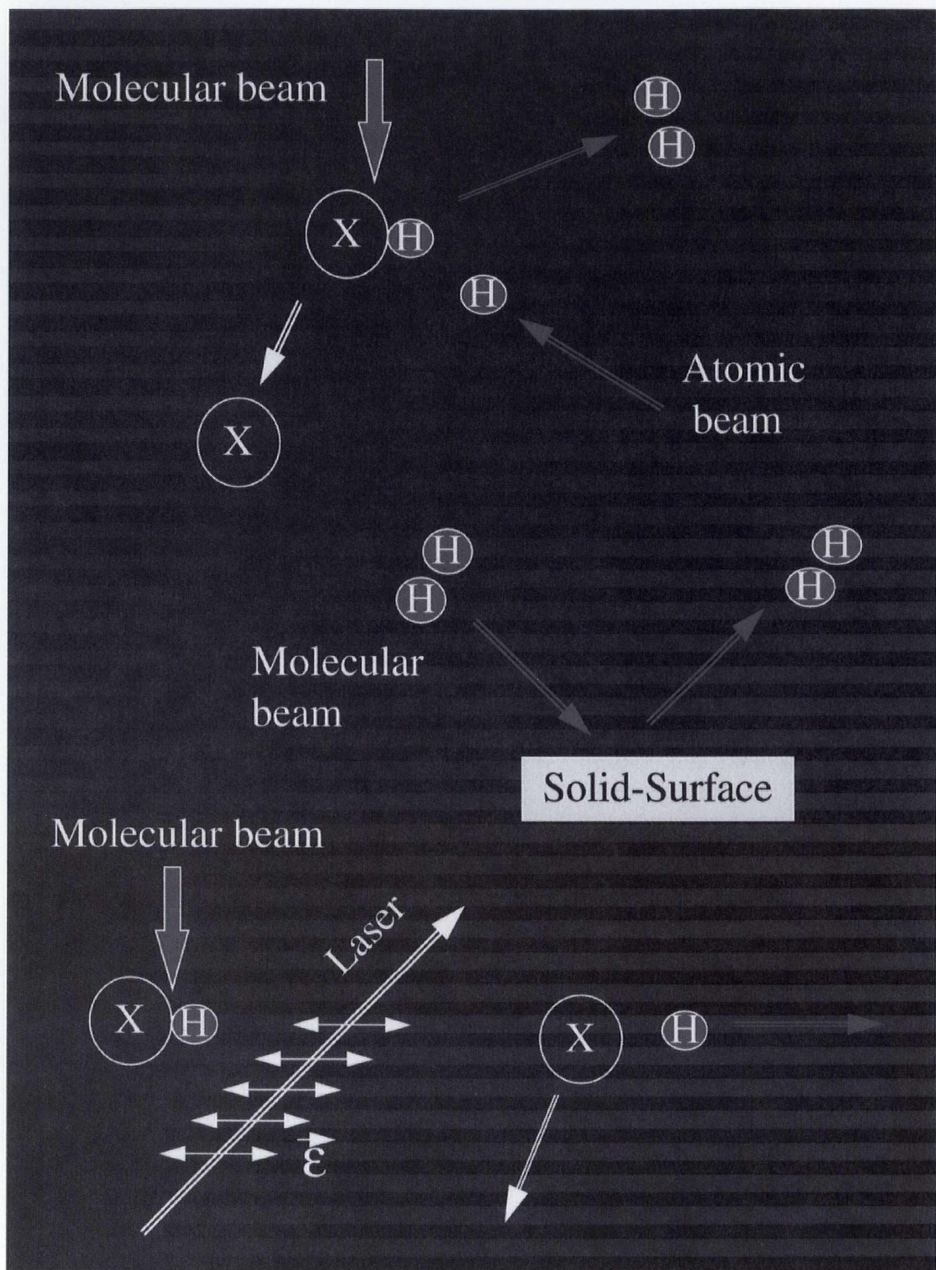 Molecular beam
H
H
X H
H
Atomic
beam
X
H
H
H
H
Molecular
beam
Solid-Surface
Molecular beam
Laser
X H
X H
ε